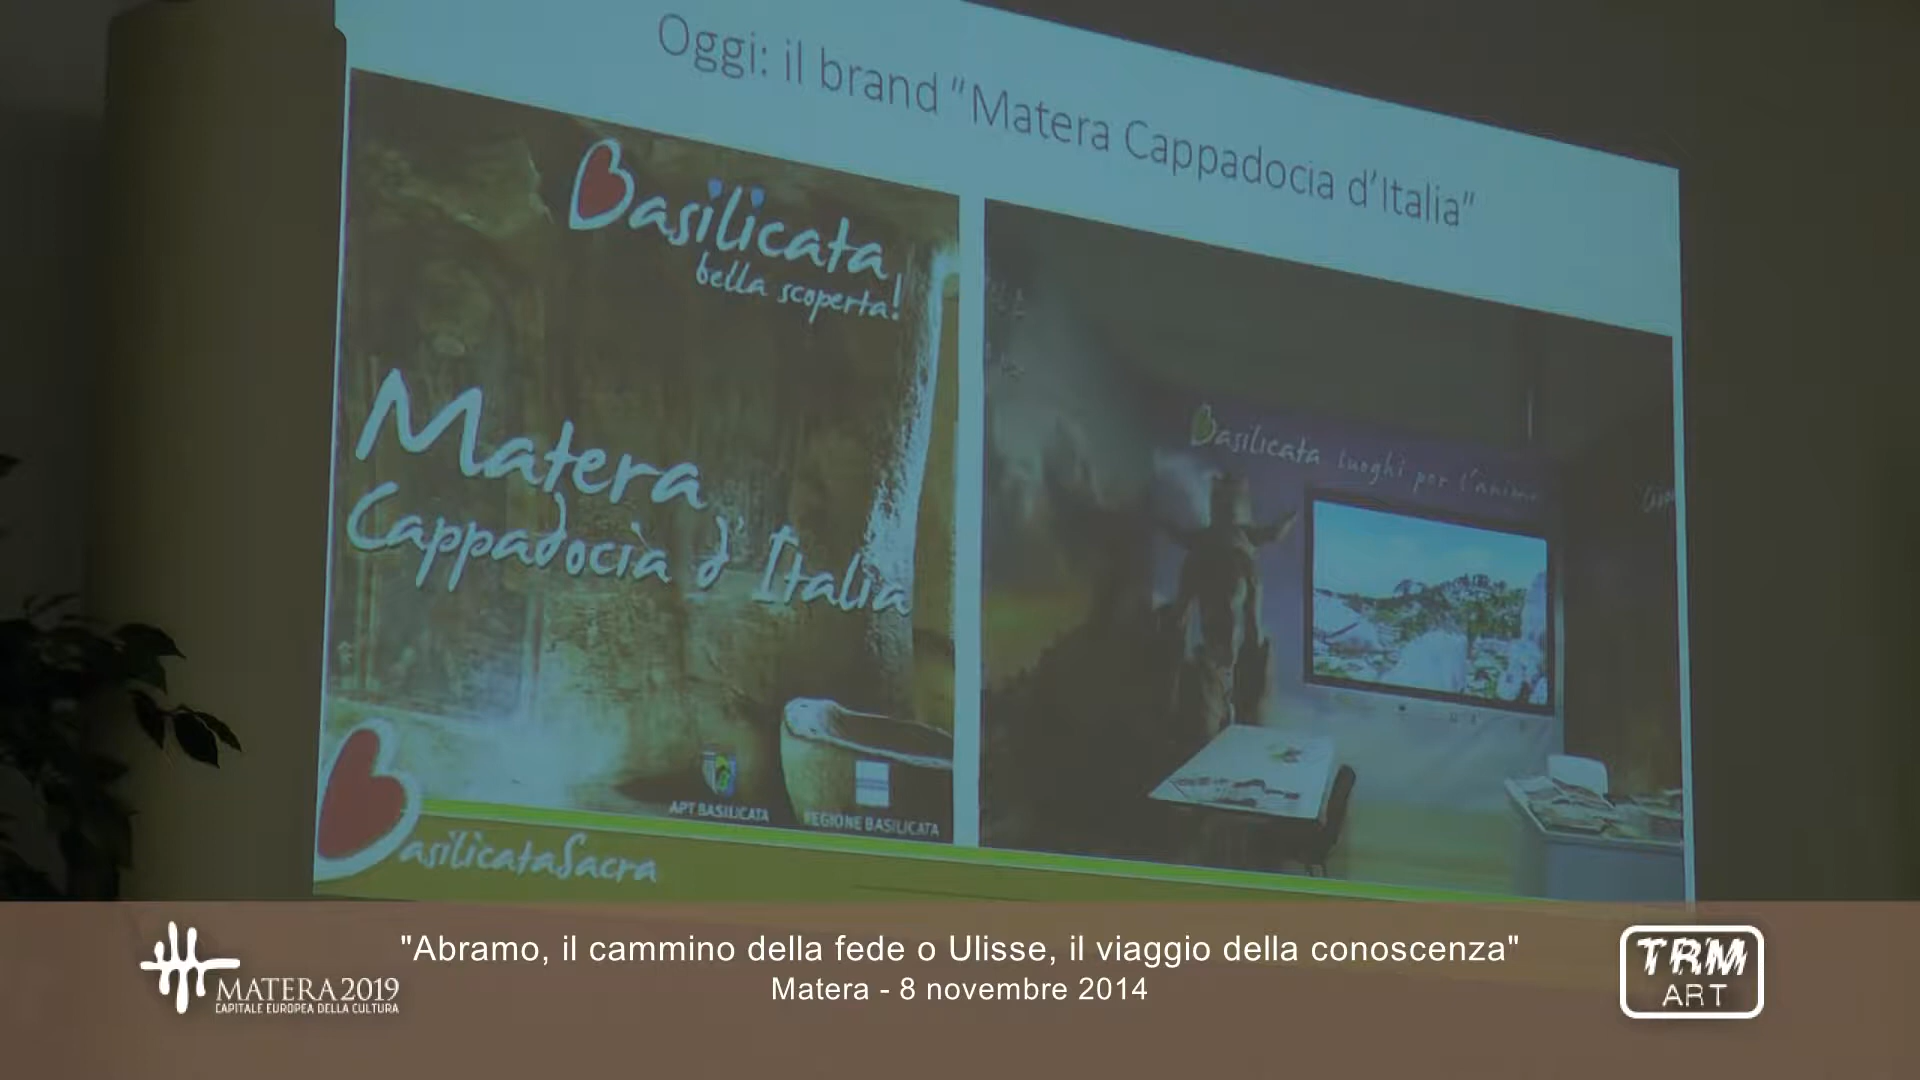 Oggi: il brand "Matera Cappadocia d'Italia"
Basilicata
bella scoperta!
Matera
Cappadocia d'Italia
APT BASILICATA
REGIONE BASILICATA
BasilicataSacra
Basilicata luoghi per l'anima
MATERA 2019
CAPITALE EUROPEA DELLA CULTURA
"Abramo, il cammino della fede o Ulisse, il viaggio della conoscenza"
Matera - 8 novembre 2014
TRM
ART